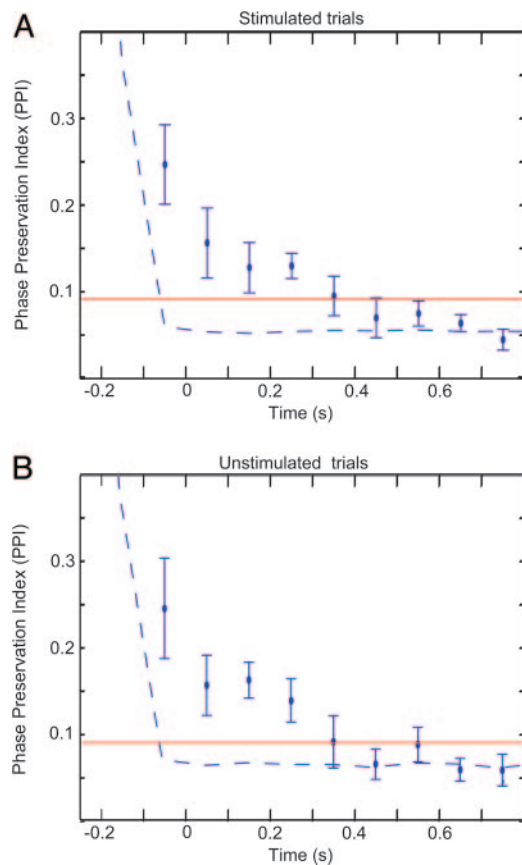 A
Stimulated trials
Phase Preservation Index (PPI)
0.3
0.2
0.1
-0.2 0 0.2 0.4 0.6
Time (s)
B
Unstimulated trials
Phase Preservation Index (PPI)
0.3
0.2
0.1
-0.2 0 0.2 0.4 0.6
Time (s)